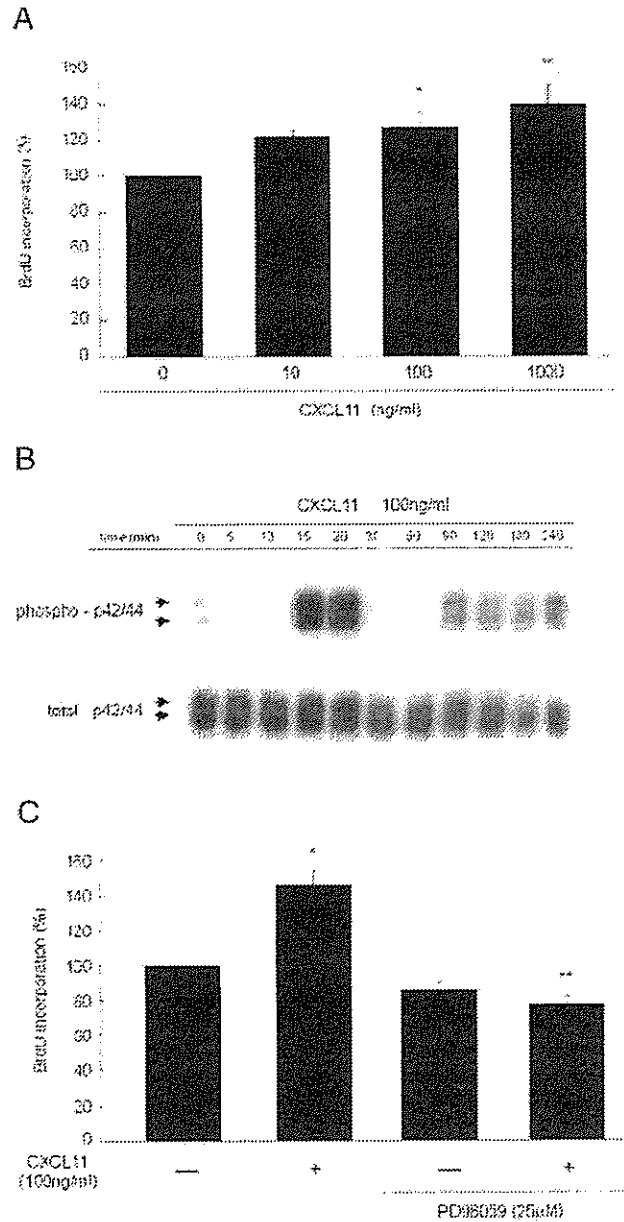 A
160
**
140
*
120
100
80
60
40
20
0
BrdU incorporation (%)
0 10 100 1000
CXCL11 (ng/ml)
B
CXCL11 100ng/ml
time (min) 0 5 10 15 20 30 60 90 120 180 240
phospho - p42/44
total p42/44
C
160
*
140
120
100
80
**
60
40
20
0
BrdU incorporation (%)
CXCL11 — + — +
(100ng/ml)
PD98059 (25μM)